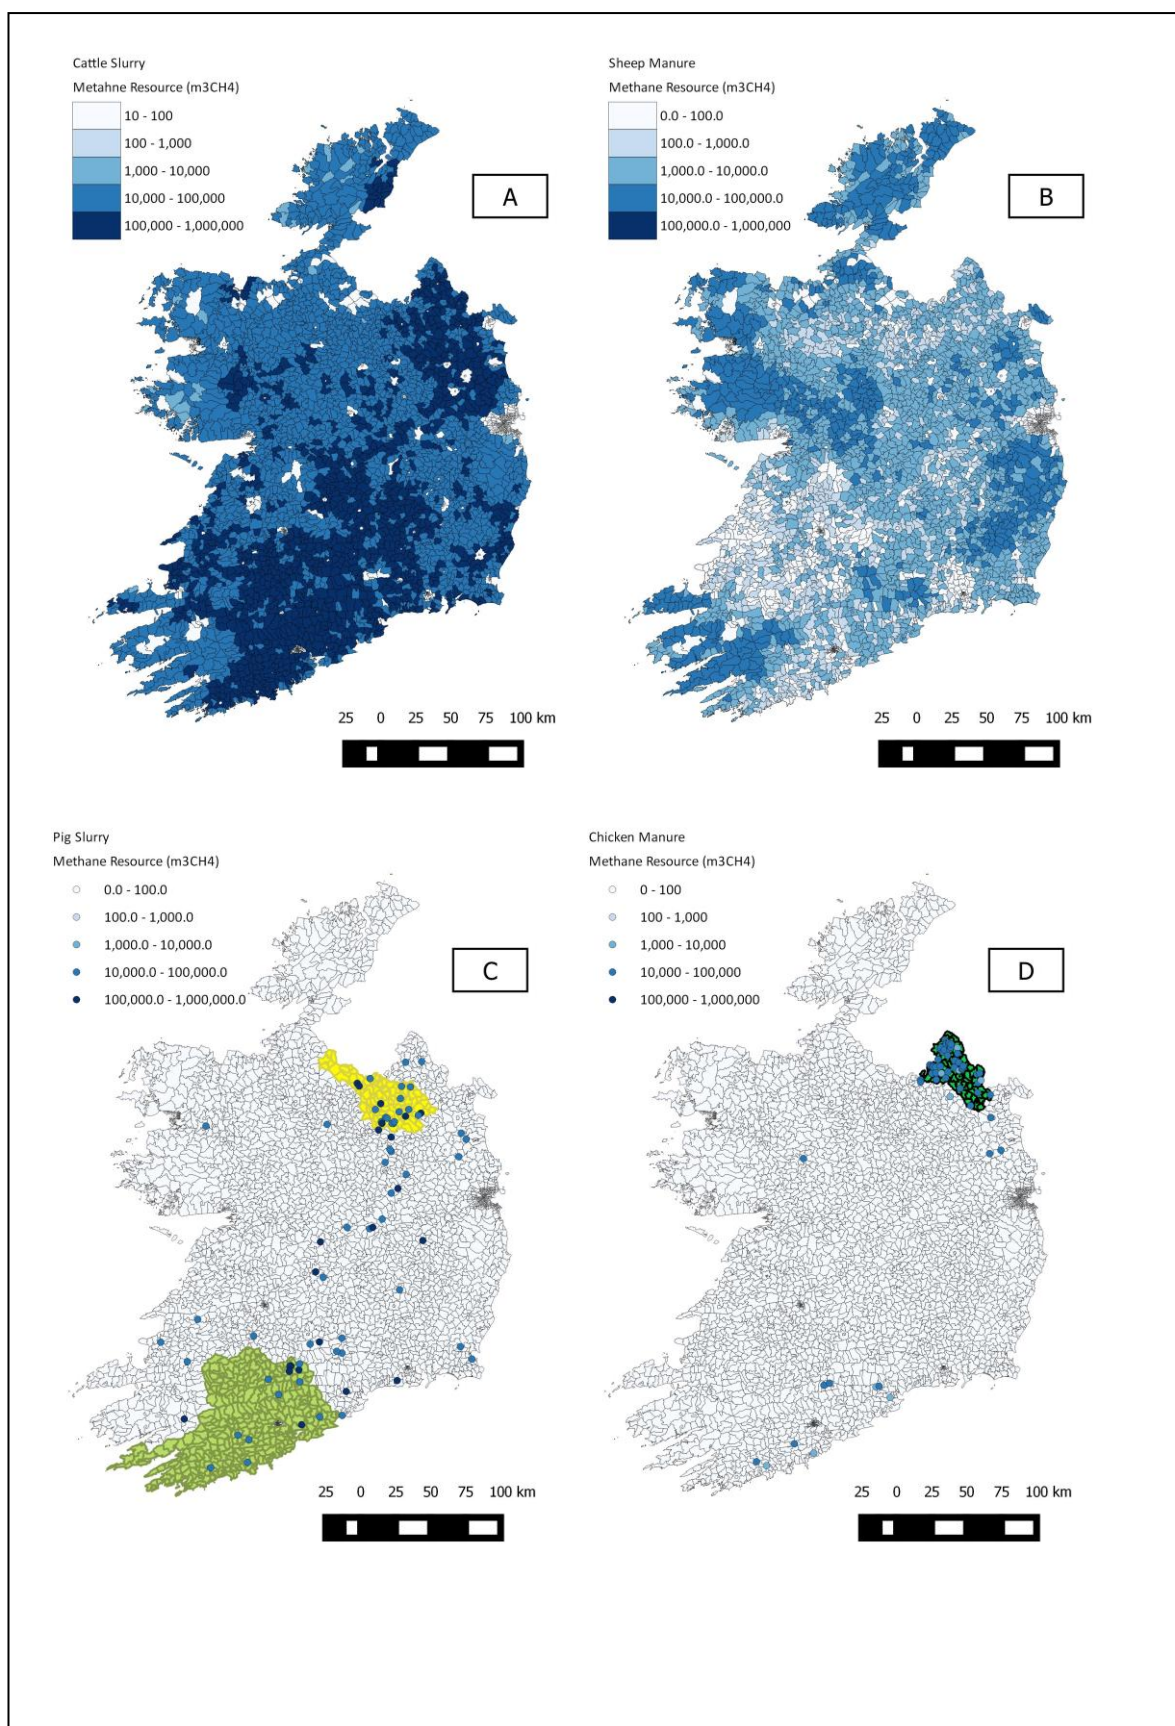 Cattle Slurry
Metahne Resource (m3CH4)
10 - 100
100 - 1,000
1,000 - 10,000
10,000 - 100,000
100,000 - 1,000,000
A
25 0 25 50 75 100 km
Sheep Manure
Methane Resource (m3CH4)
0.0 - 100.0
100.0 - 1,000.0
1,000.0 - 10,000.0
10,000.0 - 100,000.0
100,000.0 - 1,000,000
B
25 0 25 50 75 100 km
Pig Slurry
Methane Resource (m3CH4)
0.0 - 100.0
100.0 - 1,000.0
1,000.0 - 10,000.0
10,000.0 - 100,000.0
100,000.0 - 1,000,000.0
C
25 0 25 50 75 100 km
Chicken Manure
Methane Resource (m3CH4)
0 - 100
100 - 1,000
1,000 - 10,000
10,000 - 100,000
100,000 - 1,000,000
D
25 0 25 50 75 100 km